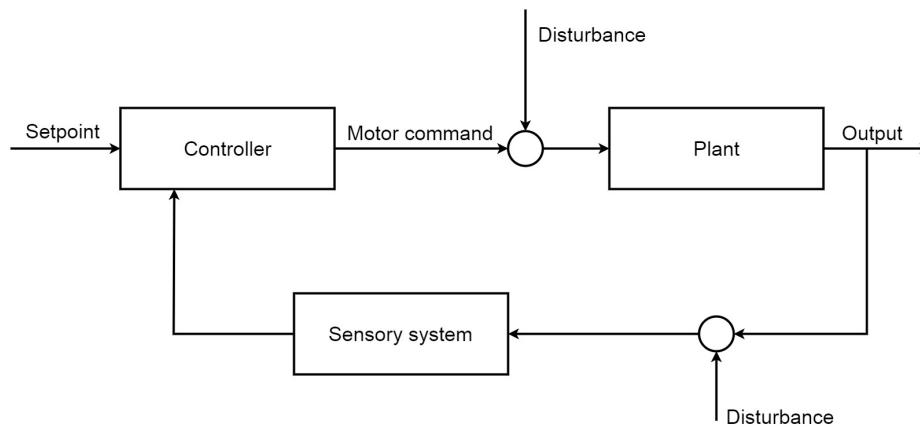 Disturbance
Setpoint
Controller
Motor command
Plant
Output
Sensory system
Disturbance